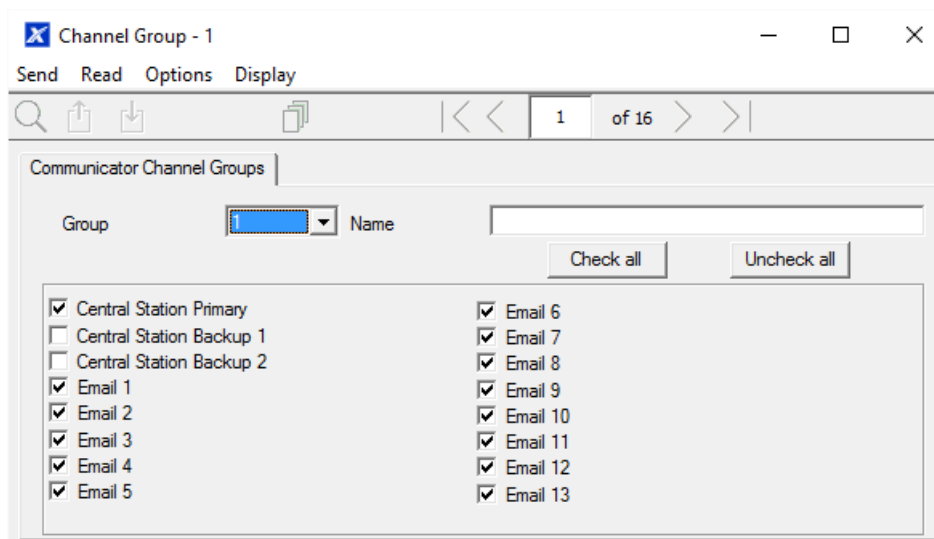 Channel Group - 1
Send Read Options Display
1 of 16
Communicator Channel Groups
Group 1 Name
Check all Uncheck all
Central Station Primary
Central Station Backup 1
Central Station Backup 2
Email 1
Email 2
Email 3
Email 4
Email 5
Email 6
Email 7
Email 8
Email 9
Email 10
Email 11
Email 12
Email 13